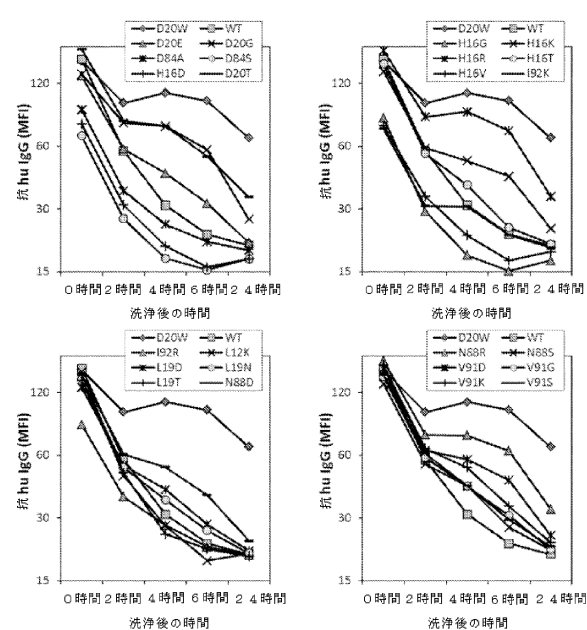 D20W WT
D20E D20G
D84A D84S
H16D D20T
抗 hu IgG (MFI)
120
60
30
15
0時間 2時間 4時間 6時間 24時間
洗浄後の時間
D20W WT
H16G H16K
H16R H16T
H16V I92K
抗 hu IgG (MFI)
120
60
30
15
0時間 2時間 4時間 6時間 24時間
洗浄後の時間
D20W WT
I92R L12K
L19D L19N
L19T N88D
抗 hu IgG (MFI)
120
60
30
15
0時間 2時間 4時間 6時間 24時間
洗浄後の時間
D20W WT
N88R N88S
V91D V91G
V91K V91S
抗 hu IgG (MFI)
120
60
30
15
0時間 2時間 4時間 6時間 24時間
洗浄後の時間